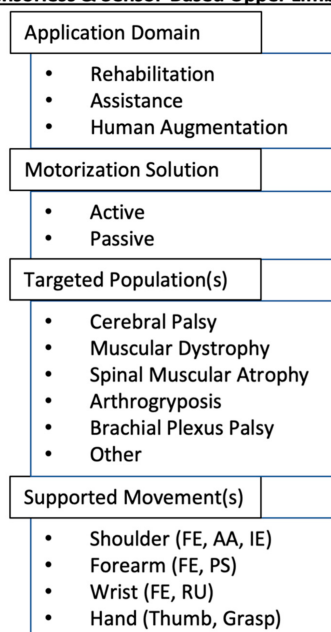 Application Domain
• Rehabilitation
• Assistance
• Human Augmentation
Motorization Solution
• Active
• Passive
Targeted Population(s)
• Cerebral Palsy
• Muscular Dystrophy
• Spinal Muscular Atrophy
• Arthrogryposis
• Brachial Plexus Palsy
• Other
Supported Movement(s)
• Shoulder (FE, AA, IE)
• Forearm (FE, PS)
• Wrist (FE, RU)
• Hand (Thumb, Grasp)